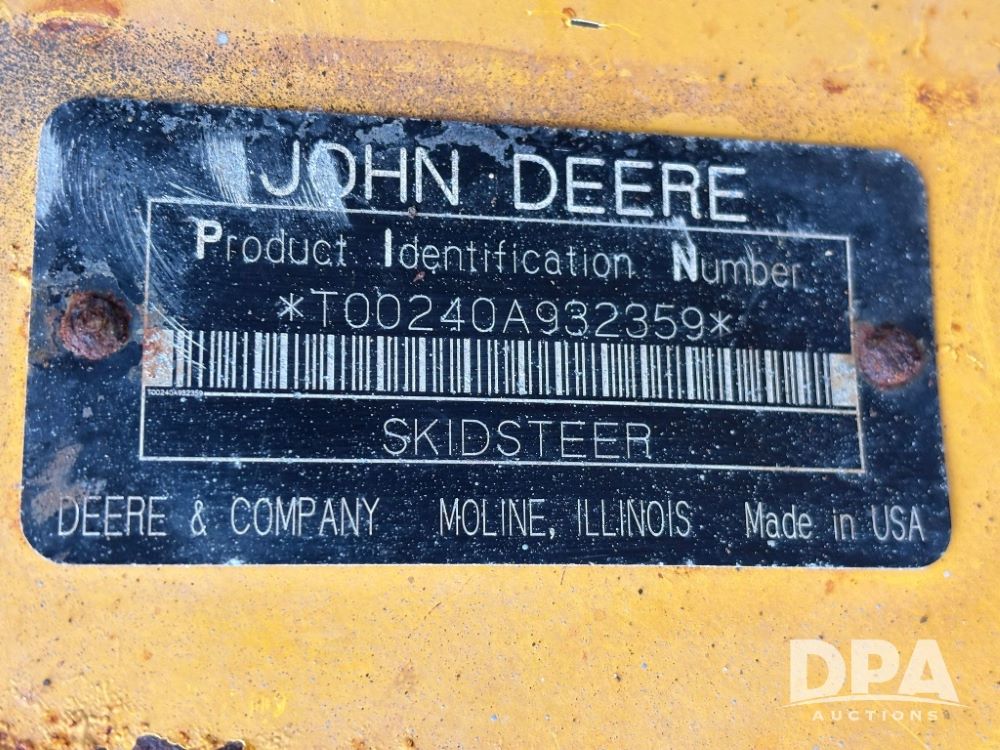 JOHN DEERE
Product Identification Number
*T00240A932359*
T00240A932359
SKIDSTEER
DEERE & COMPANY MOLINE, ILLINOIS Made in USA
DPA
AUCTIONS